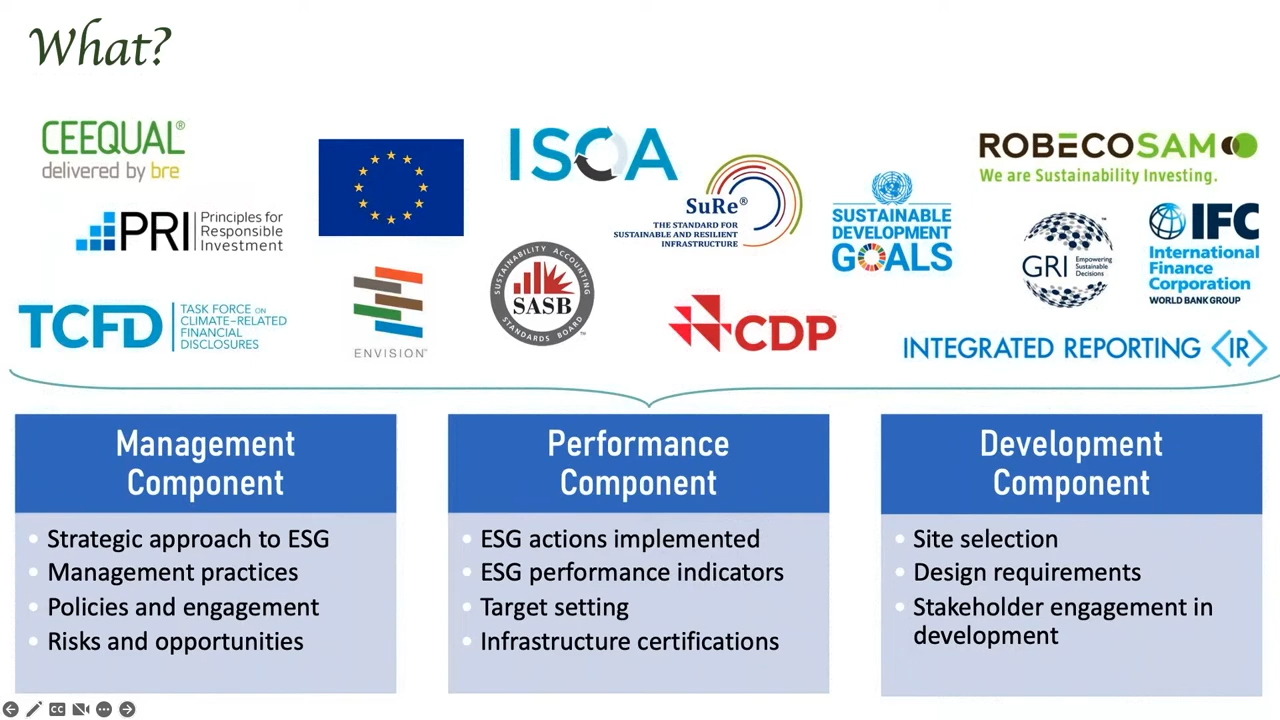 What?
CEEQUAL®
delivered by bre
PRI
Principles for
Responsible
Investment
TCFD
TASK FORCE ON
CLIMATE-RELATED
FINANCIAL
DISCLOSURES
ENVISION
ISCA
SUSTAINABILITY ACCOUNTING
SASB
STANDARDS BOARD
SuRe®
THE STANDARD FOR
SUSTAINABLE AND RESILIENT
INFRASTRUCTURE
CDP
SUSTAINABLE
DEVELOPMENT
GOALS
ROBECOSAM
We are Sustainability Investing.
GRI
Empowering
Sustainable
Decisions
IFC
International
Finance
Corporation
WORLD BANK GROUP
INTEGRATED REPORTING <IR>
Management
Component
• Strategic approach to ESG
• Management practices
• Policies and engagement
• Risks and opportunities
Performance
Component
• ESG actions implemented
• ESG performance indicators
• Target setting
• Infrastructure certifications
Development
Component
• Site selection
• Design requirements
• Stakeholder engagement in
development
CC